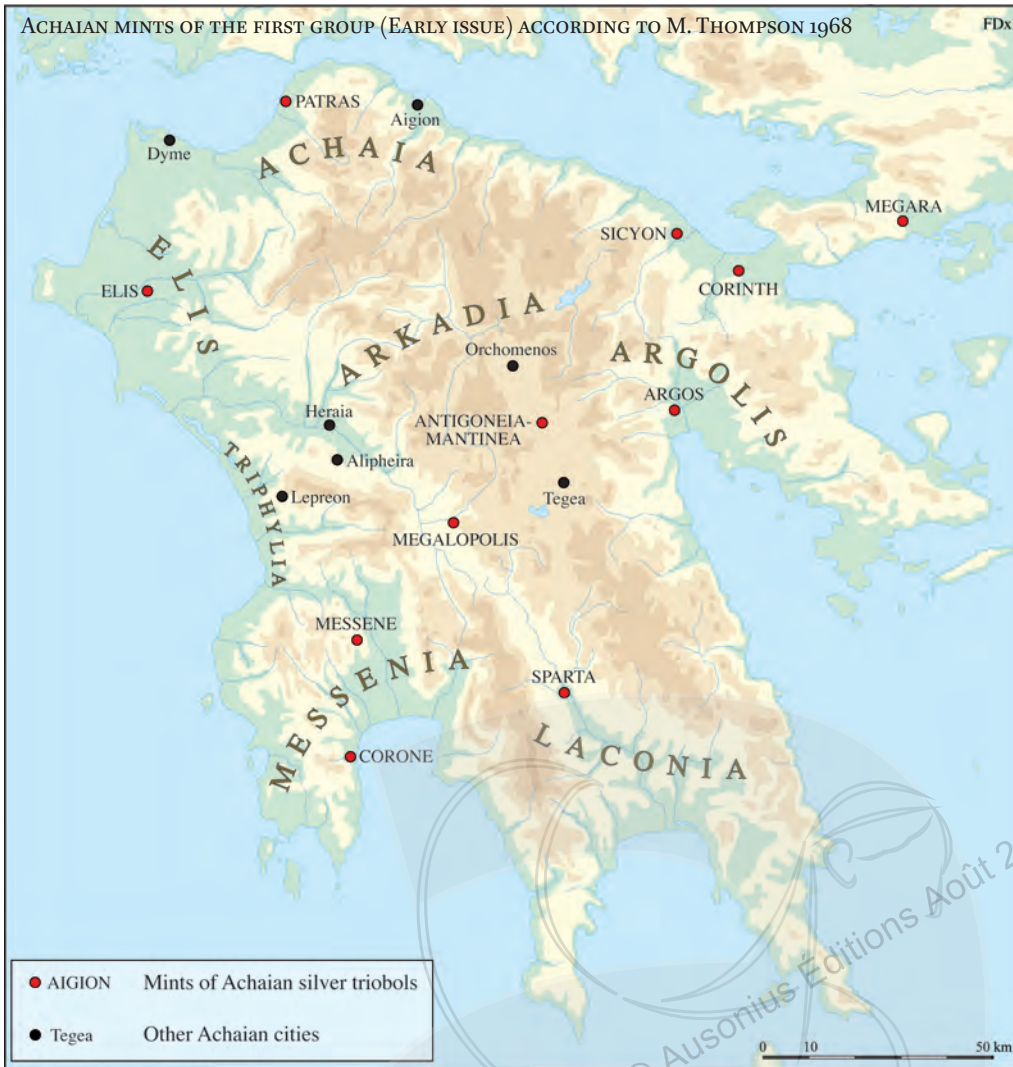 ACHAIAN MINTS OF THE FIRST GROUP (EARLY ISSUE) ACCORDING TO M. THOMPSON 1968
FDx
PATRAS
Aigion
Dyme
ACHAIA
MEGARA
SICYON
CORINTH
ELIS
ELIS
ARKADIA
Orchomenos
ARGOLIS
ARGOS
Heraia
ANTIGONEIA-
MANTINEA
Alipheira
TRIPHYLIA
Lepreon
Tegea
MEGALOPOLIS
MESSENE
MESSENIA
SPARTA
LACONIA
CORONE
AIGION Mints of Achaian silver triobols
Tegea Other Achaian cities
0 10 50 km
© Ausonius Éditions Août 2